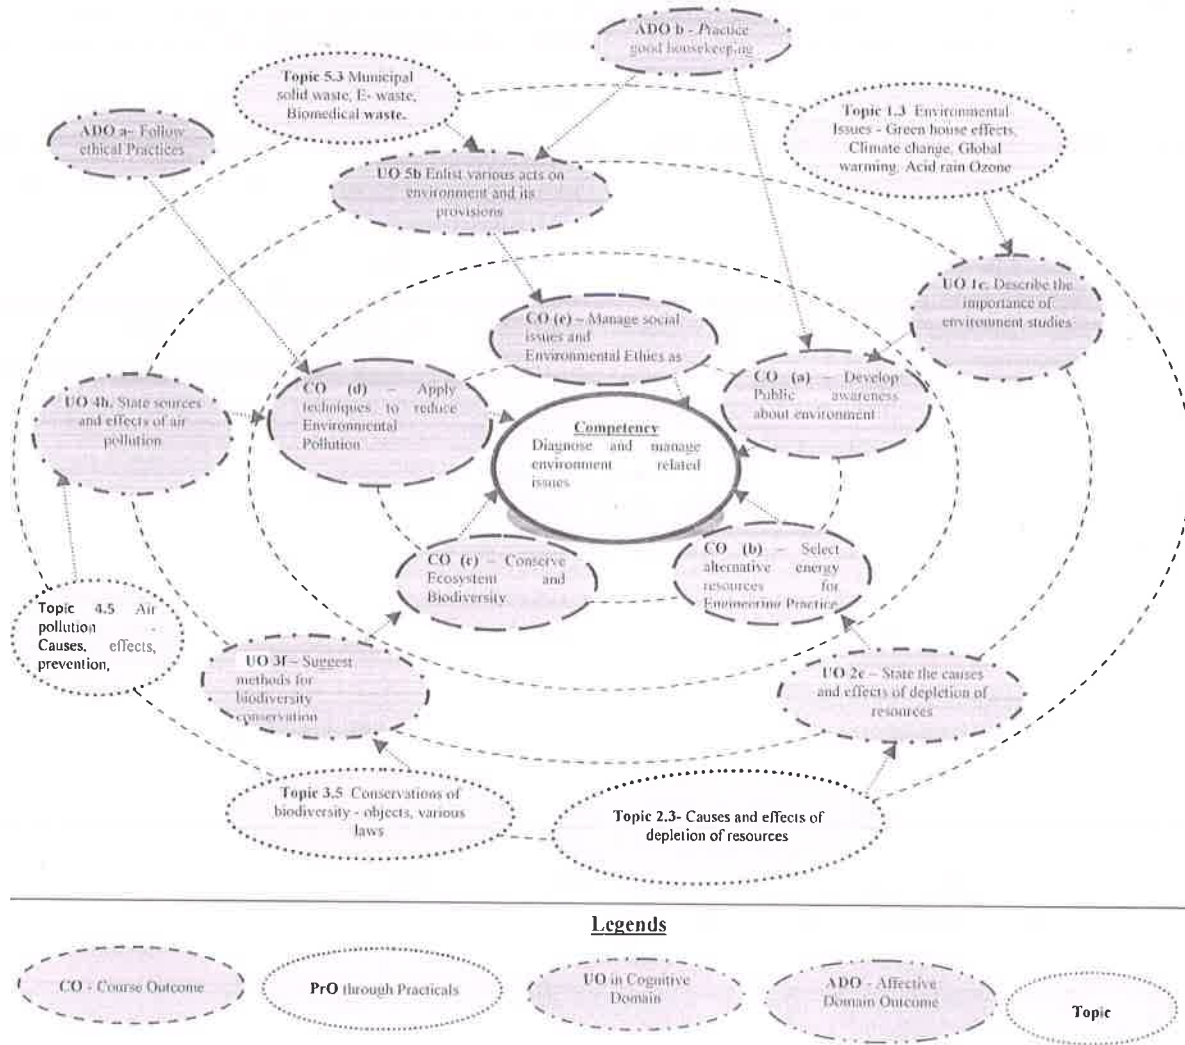 ADO b - Practice
good housekeeping
Topic 5.3 Municipal
solid waste, E- waste,
Biomedical waste.
Topic 1.3 Environmental
Issues - Green house effects,
Climate change, Global
warming, Acid rain Ozone
ADO a– Follow
ethical Practices
UO 5b Enlist various acts on
environment and its
provisions
UO 1c. Describe the
importance of
environment studies
CO (e) – Manage social
issues and
Environmental Ethics as
CO (d) – Apply
techniques to reduce
Environmental
Pollution
CO (a) – Develop
Public awareness
about environment
UO 4b. State sources
and effects of air
pollution
Competency
Diagnose and manage
environment related
issues
CO (c) – Conserve
Ecosystem and
Biodiversity
CO (b) – Select
alternative energy
resources for
Engineering Practice
Topic 4.5 Air
pollution -
Causes, effects,
prevention,
UO 3f – Suggest
methods for
biodiversity
conservation
UO 2c – State the causes
and effects of depletion of
resources
Topic 3.5 Conservations of
biodiversity - objects, various
laws
Topic 2.3- Causes and effects of
depletion of resources
Legends
CO - Course Outcome
PrO through Practicals
UO in Cognitive
Domain
ADO - Affective
Domain Outcome
Topic